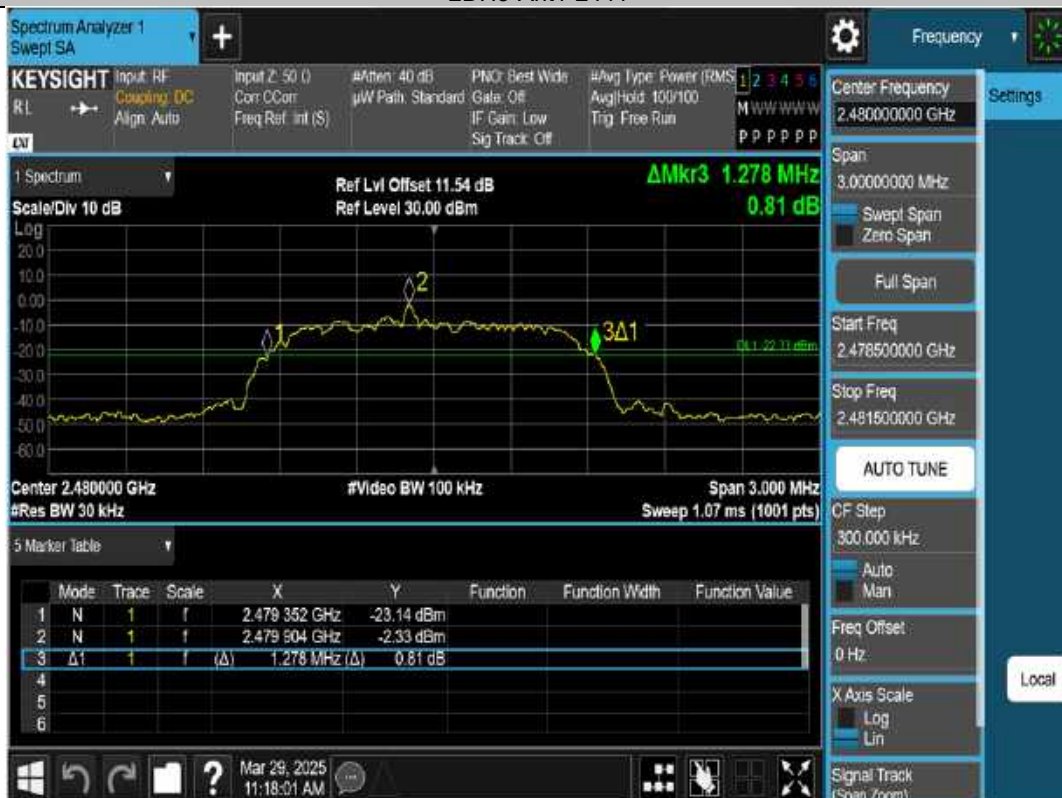 Spectrum Analyzer 1
Swept SA
+
Frequency
KEYSIGHT
RL
Input: RF
Coupling: DC
Align: Auto
Input Z: 50 Ω
Corr CCorr
Freq Ref: Int (S)
#Atten: 40 dB
µW Path: Standard
PNO: Best Wide
Gate: Off
IF Gain: Low
Sig Track: Off
#Avg Type: Power (RMS
Avg|Hold: 100/100
Trig: Free Run
1 2 3 4 5 6
M W W W W W
P P P P P P
1 Spectrum
Scale/Div 10 dB
Ref Lvl Offset 11.54 dB
Ref Level 30.00 dBm
ΔMkr3 1.278 MHz
0.81 dB
Log
20.0
10.0
0.00
-10.0
-20.0
-30.0
-40.0
-50.0
-60.0
1
2
3Δ1
Center 2.480000 GHz
#Res BW 30 kHz
#Video BW 100 kHz
Span 3.000 MHz
Sweep 1.07 ms (1001 pts)
5 Marker Table
Mode Trace Scale X Y Function Function Width Function Value
1 N 1 f 2.479 352 GHz -23.14 dBm
2 N 1 f 2.479 904 GHz -2.33 dBm
3 Δ1 1 f (Δ) 1.278 MHz (Δ) 0.81 dB
4
5
6
?
Mar 29, 2025
11:18:01 AM
Center Frequency
2.480000000 GHz
Span
3.00000000 MHz
Swept Span
Zero Span
Full Span
Start Freq
2.478500000 GHz
Stop Freq
2.481500000 GHz
AUTO TUNE
CF Step
300.000 kHz
Auto
Man
Freq Offset
0 Hz
X Axis Scale
Log
Lin
Signal Track
(Span Zoom)
Settings
Local